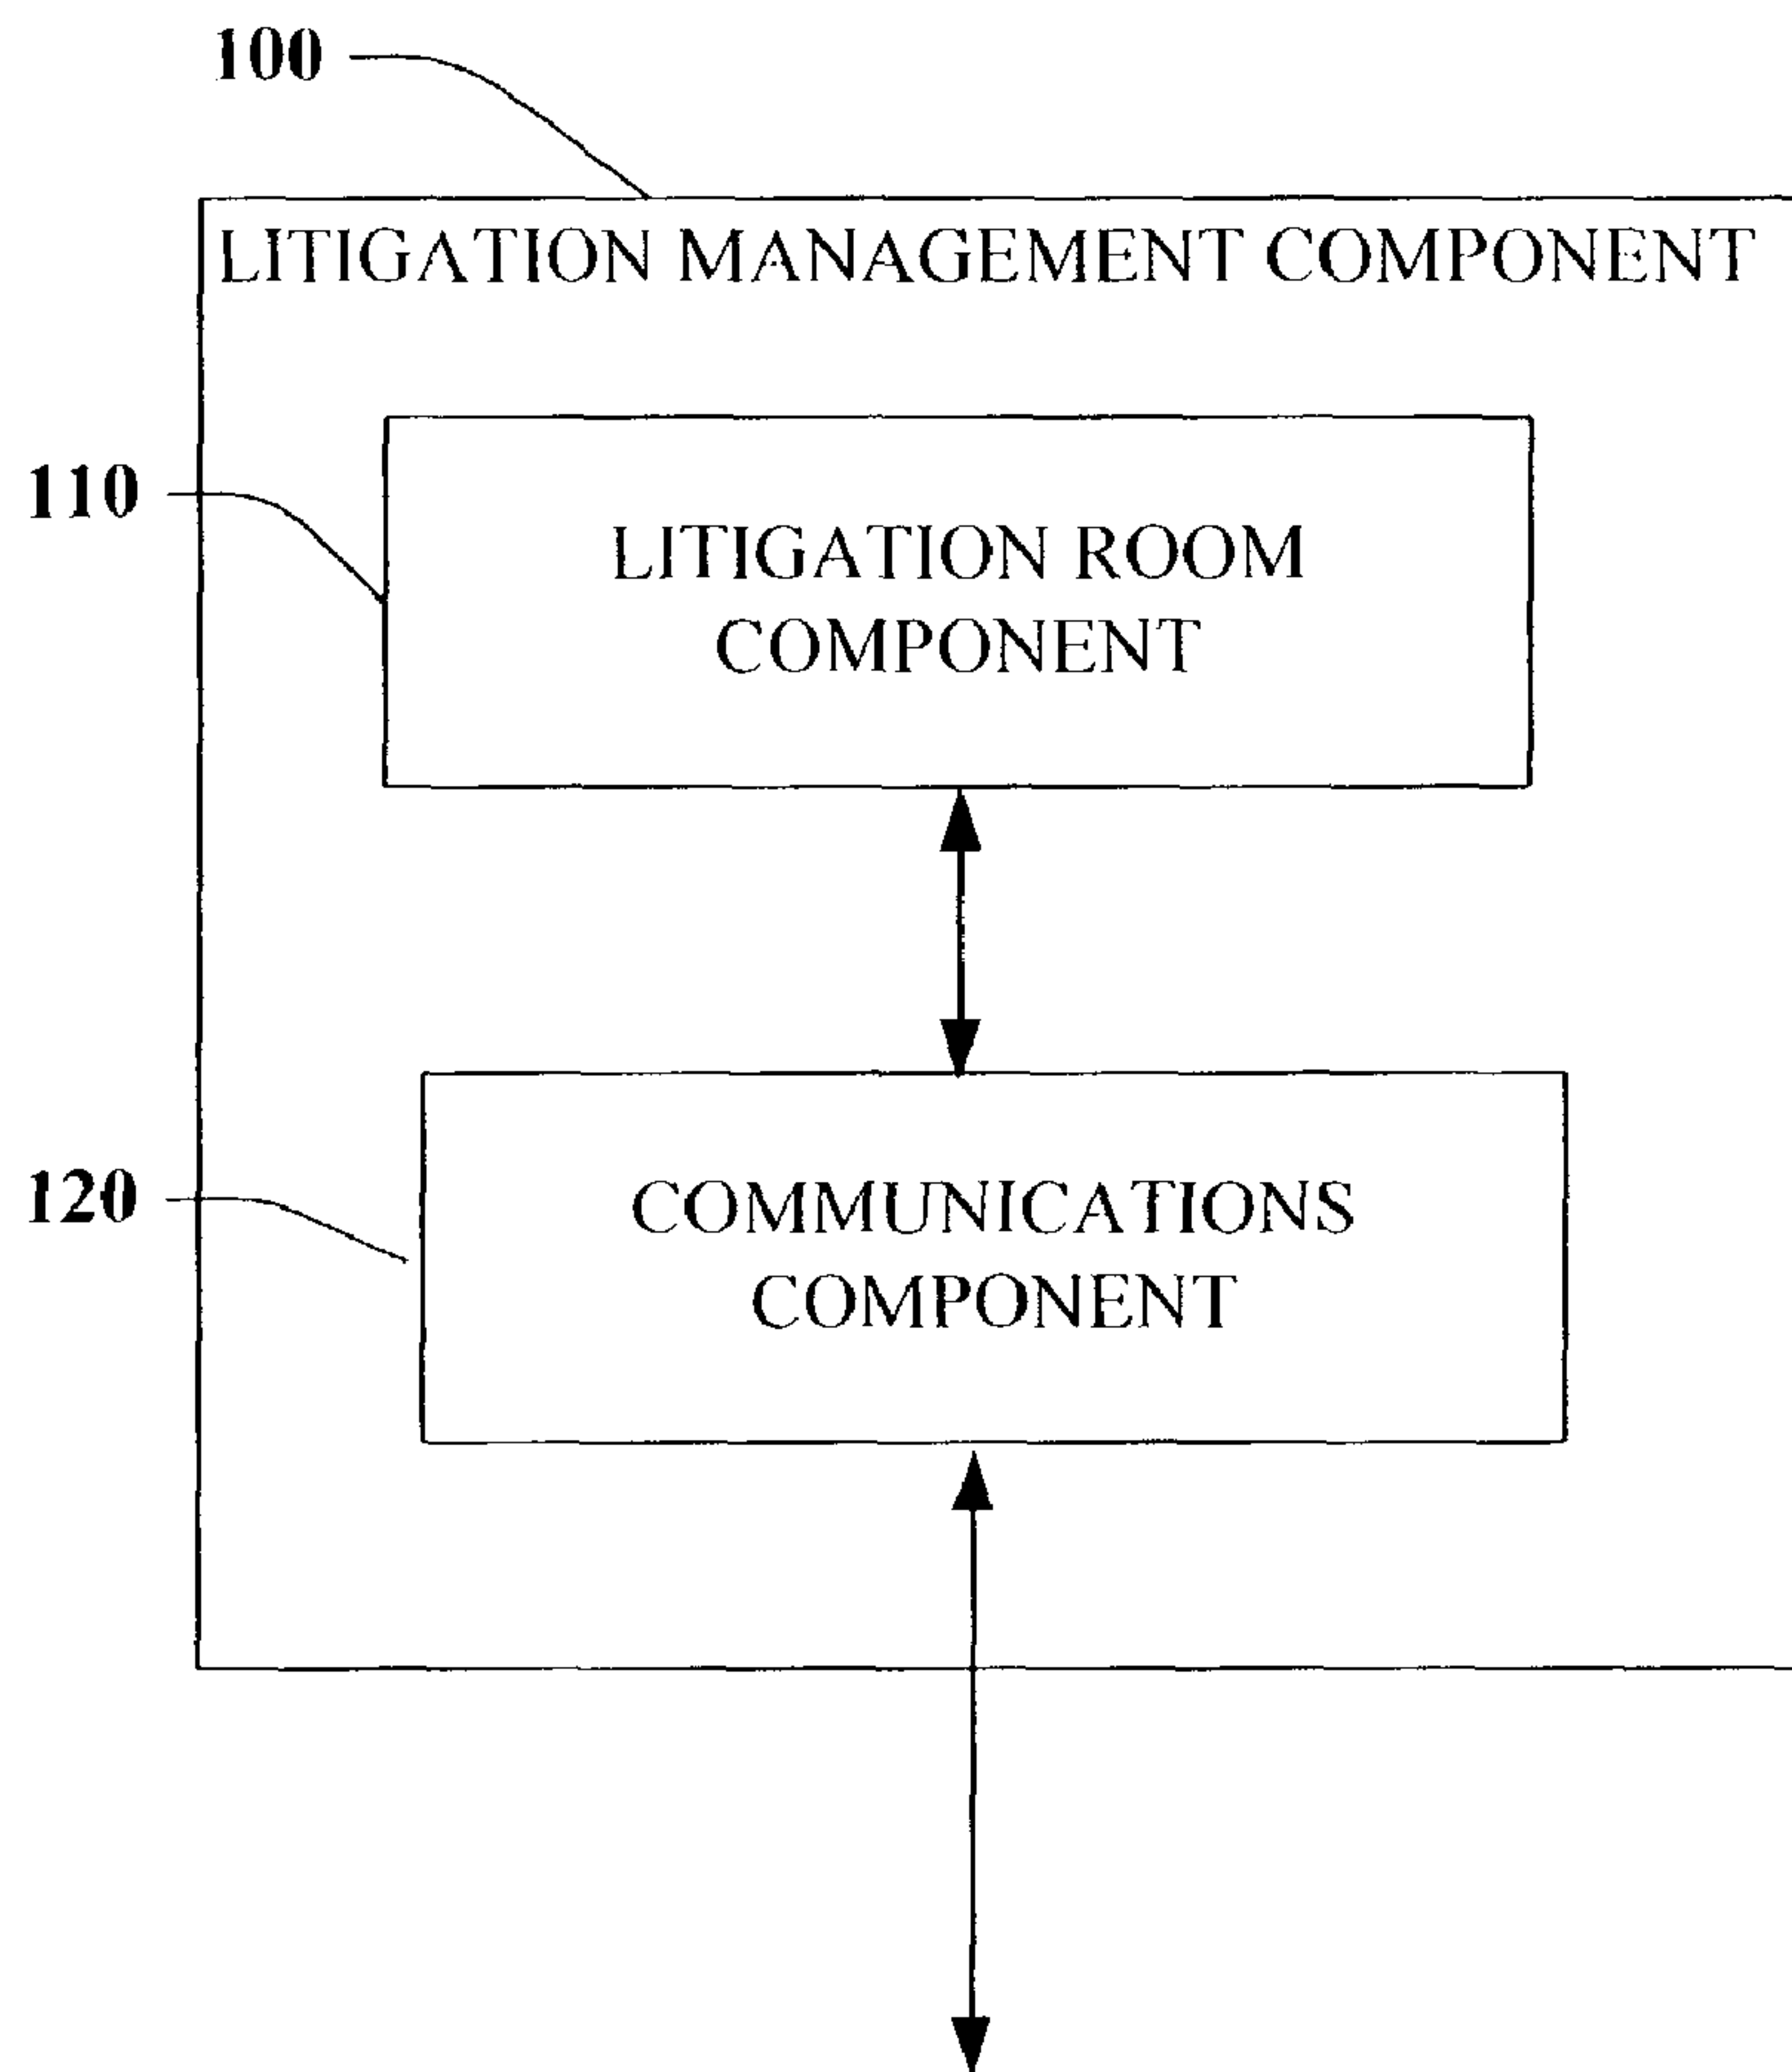 100
LITIGATION MANAGEMENT COMPONENT
110
LITIGATION ROOM
COMPONENT
120
COMMUNICATIONS
COMPONENT